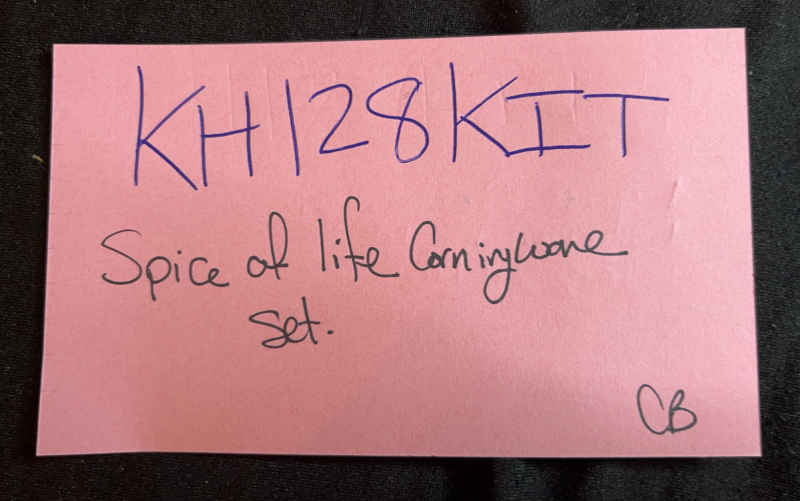 KH128KIT
Spice of life Corningware
set.
CB